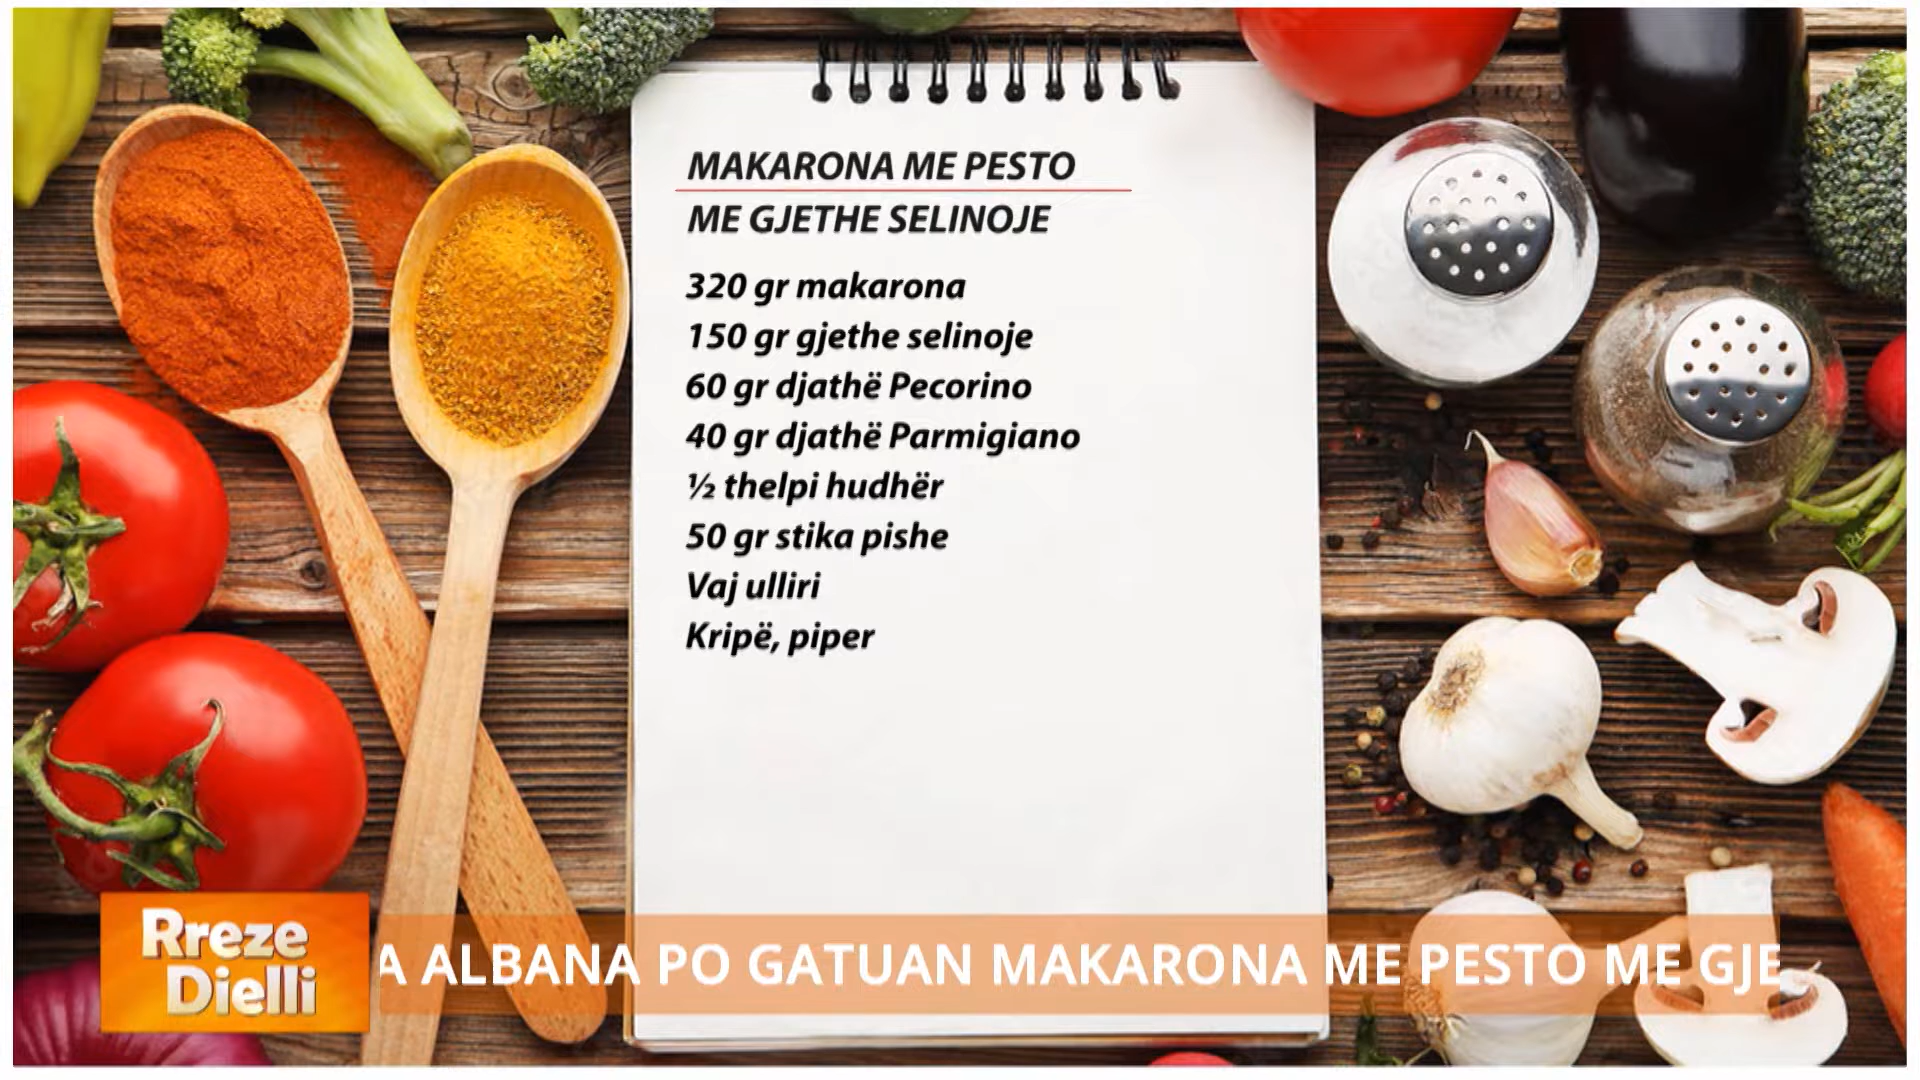 MAKARONA ME PESTO
ME GJETHE SELINOJE
320 gr makarona
150 gr gjethe selinoje
60 gr djathë Pecorino
40 gr djathë Parmigiano
½ thelpi hudhër
50 gr stika pishe
Vaj ulliri
Kripë, piper
Rreze
Dielli
A ALBANA PO GATUAN MAKARONA ME PESTO ME GJE